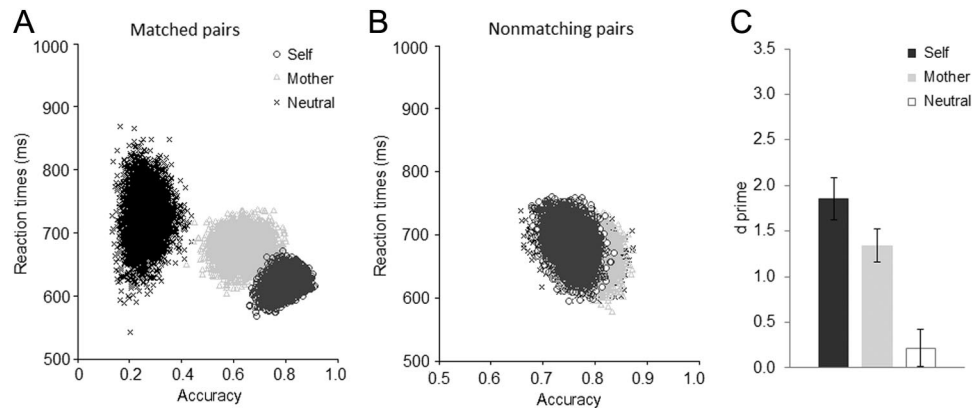 A
Matched pairs
Self
Mother
Neutral
Reaction times (ms)
1000
900
800
700
600
500
0
0.2
0.4
0.6
0.8
1.0
Accuracy
B
Nonmatching pairs
Reaction times (ms)
1000
900
800
700
600
500
0.5
0.6
0.7
0.8
0.9
1.0
Accuracy
C
Self
Mother
Neutral
d prime
3.5
3.0
2.5
2.0
1.5
1.0
0.5
0.0